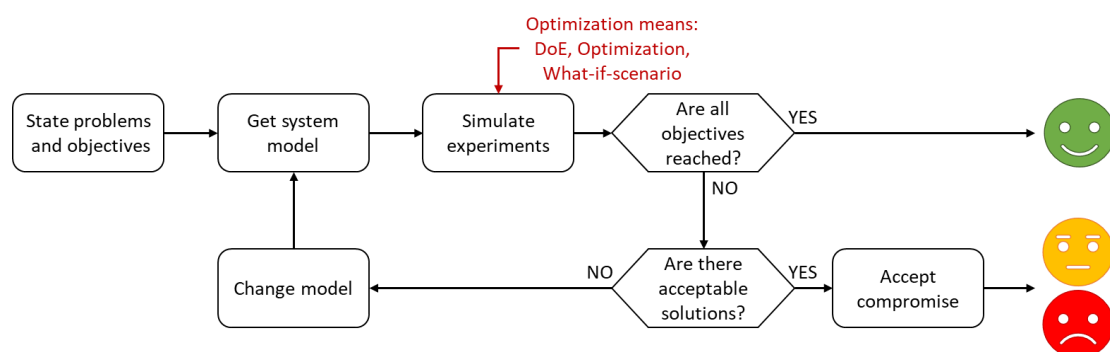 Optimization means:
DoE, Optimization,
What-if-scenario
State problems
and objectives
Get system
model
Simulate
experiments
Are all
objectives
reached?
YES
NO
Change model
NO
Are there
acceptable
solutions?
YES
Accept
compromise